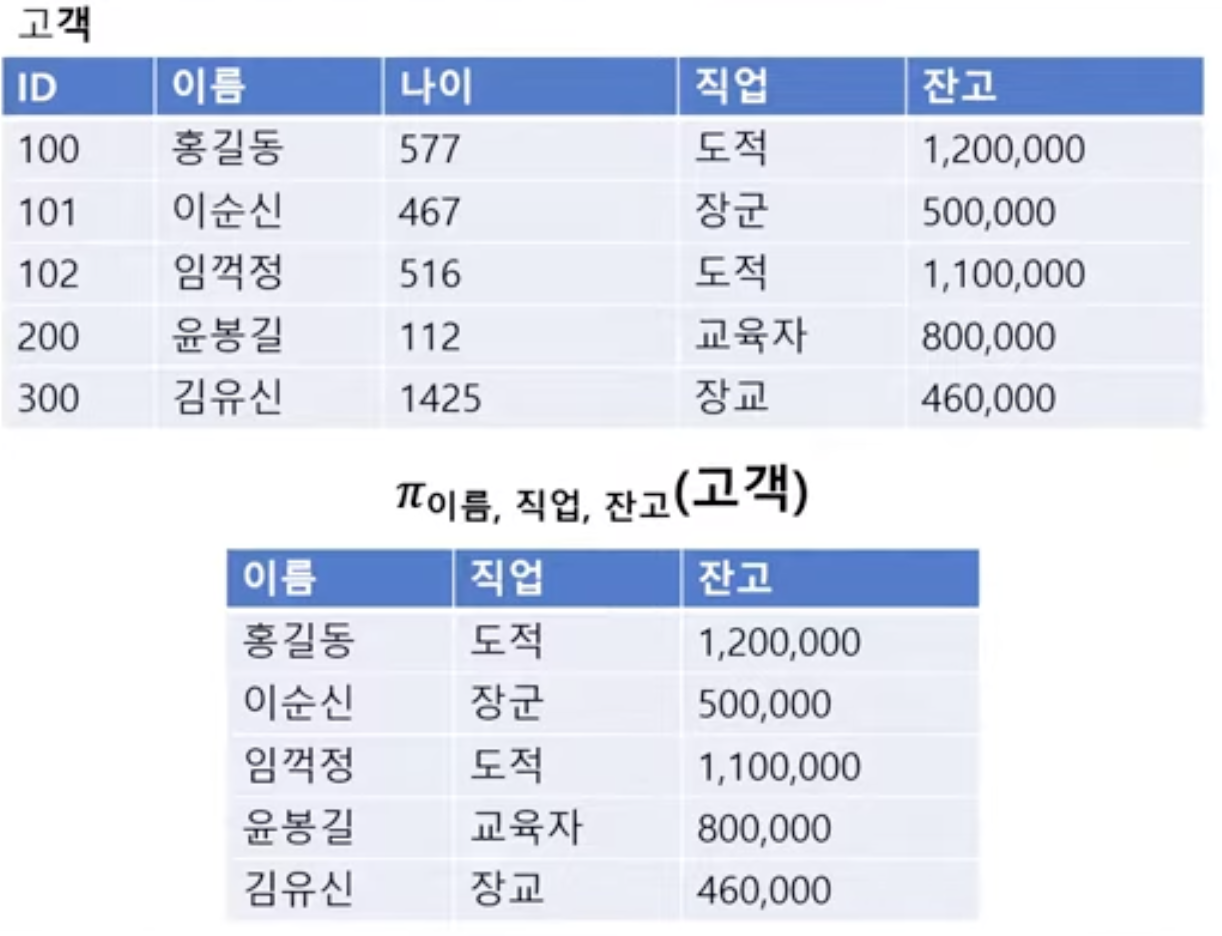 고객
ID 이름 나이 직업 잔고
100 홍길동 577 도적 1,200,000
101 이순신 467 장군 500,000
102 임꺽정 516 도적 1,100,000
200 윤봉길 112 교육자 800,000
300 김유신 1425 장교 460,000
π이름, 직업, 잔고(고객)
이름 직업 잔고
홍길동 도적 1,200,000
이순신 장군 500,000
임꺽정 도적 1,100,000
윤봉길 교육자 800,000
김유신 장교 460,000